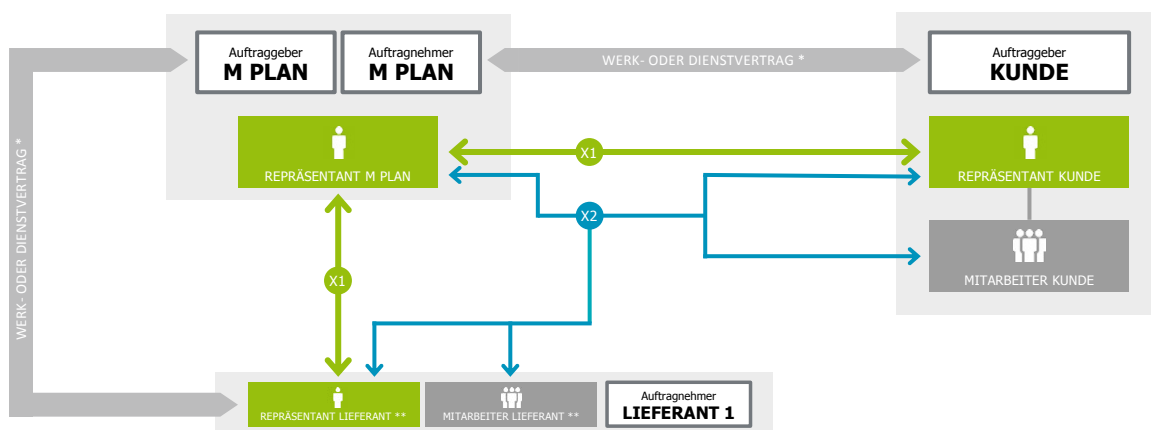 Auftraggeber
M PLAN
Auftragnehmer
M PLAN
WERK- ODER DIENSTVERTRAG *
Auftraggeber
KUNDE
REPRÄSENTANT M PLAN
X1
REPRÄSENTANT KUNDE
X2
MITARBEITER KUNDE
WERK- ODER DIENSTVERTRAG *
X1
REPRÄSENTANT LIEFERANT **
MITARBEITER LIEFERANT **
Auftragnehmer
LIEFERANT 1